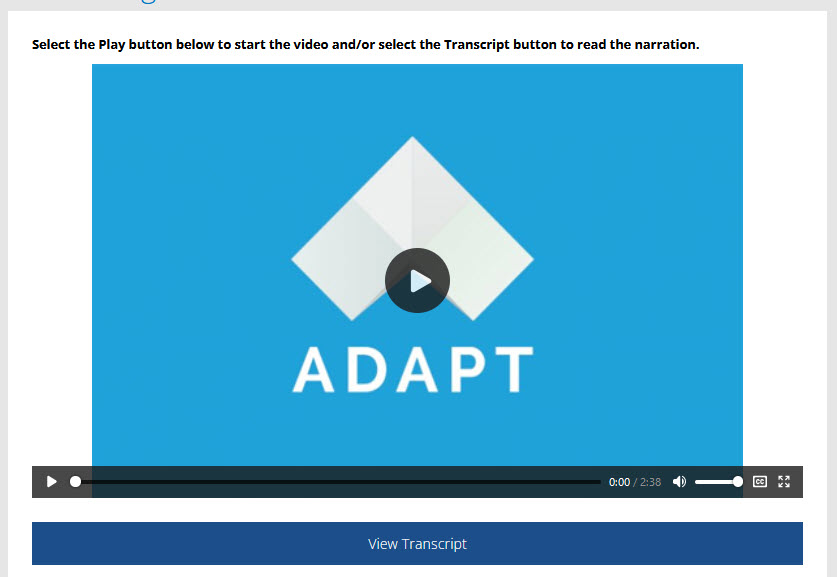 Select the Play button below to start the video and/or select the Transcript button to read the narration.
ADAPT
0:00 / 2:38
CC
View Transcript